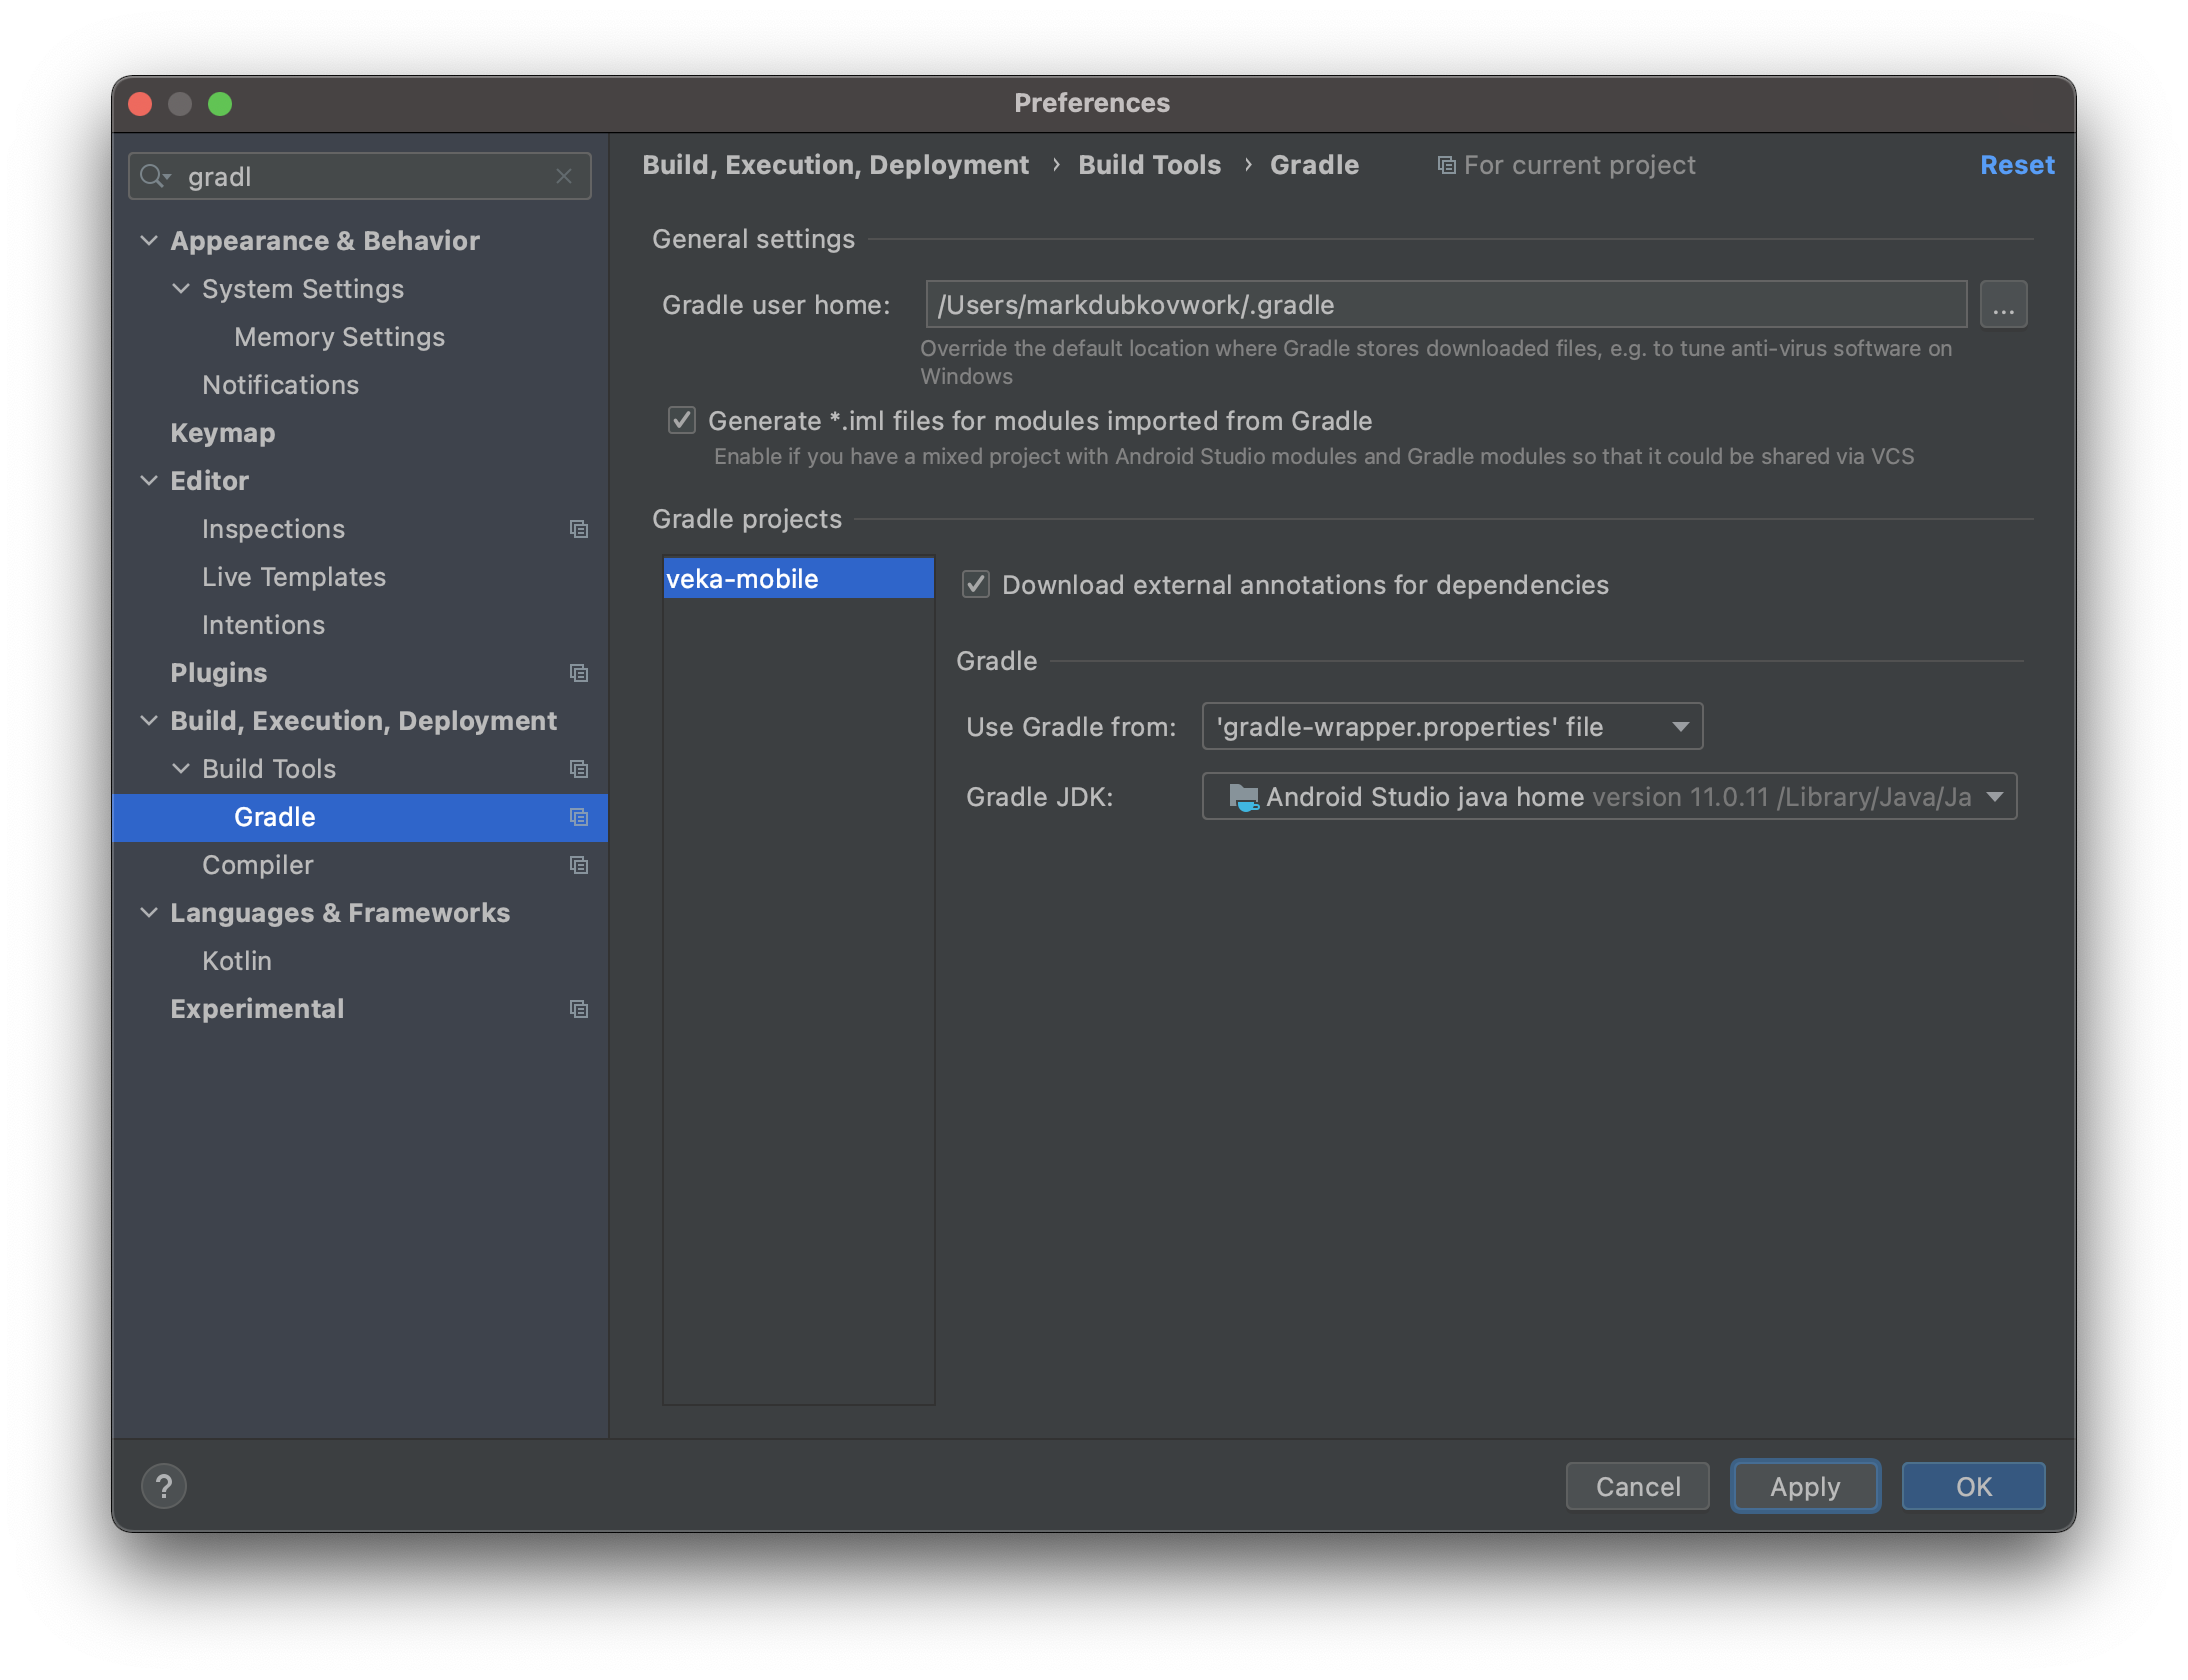 Preferences
gradl
Appearance & Behavior
System Settings
Memory Settings
Notifications
Keymap
Editor
Inspections
Live Templates
Intentions
Plugins
Build, Execution, Deployment
Build Tools
Gradle
Compiler
Languages & Frameworks
Kotlin
Experimental
Build, Execution, Deployment › Build Tools › Gradle For current project Reset
General settings
Gradle user home: /Users/markdubkovwork/.gradle ...
Override the default location where Gradle stores downloaded files, e.g. to tune anti-virus software on
Windows
Generate *.iml files for modules imported from Gradle
Enable if you have a mixed project with Android Studio modules and Gradle modules so that it could be shared via VCS
Gradle projects
veka-mobile
Download external annotations for dependencies
Gradle
Use Gradle from: 'gradle-wrapper.properties' file
Gradle JDK: Android Studio java home version 11.0.11 /Library/Java/Ja
? Cancel Apply OK